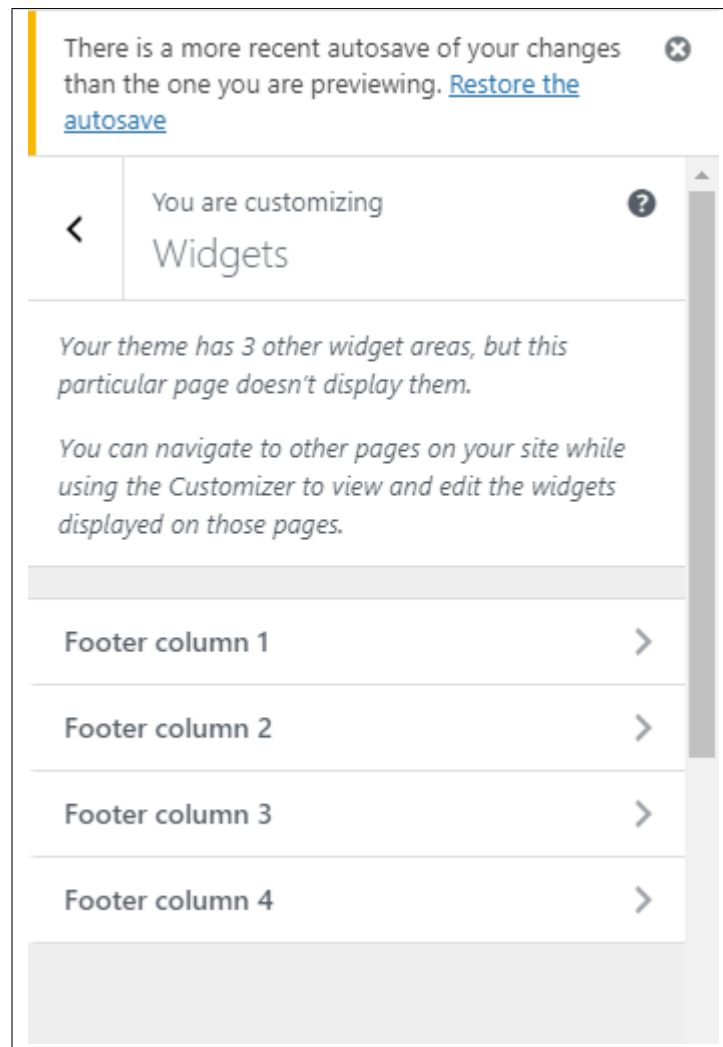 There is a more recent autosave of your changes
than the one you are previewing. Restore the
autosave
You are customizing
Widgets
Your theme has 3 other widget areas, but this
particular page doesn't display them.
You can navigate to other pages on your site while
using the Customizer to view and edit the widgets
displayed on those pages.
Footer column 1
Footer column 2
Footer column 3
Footer column 4